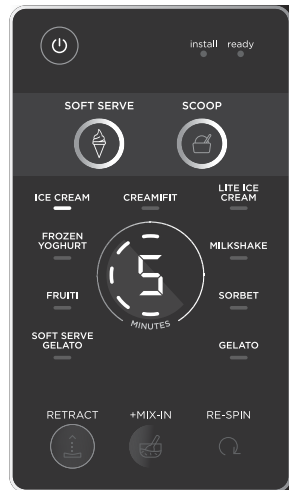 install ready
SOFT SERVE SCOOP
ICE CREAM CREAMIFIT LITE ICE
CREAM
FROZEN
YOGHURT MILKSHAKE
5
FRUITI SORBET
MINUTES
SOFT SERVE
GELATO GELATO
RETRACT +MIX-IN RE-SPIN